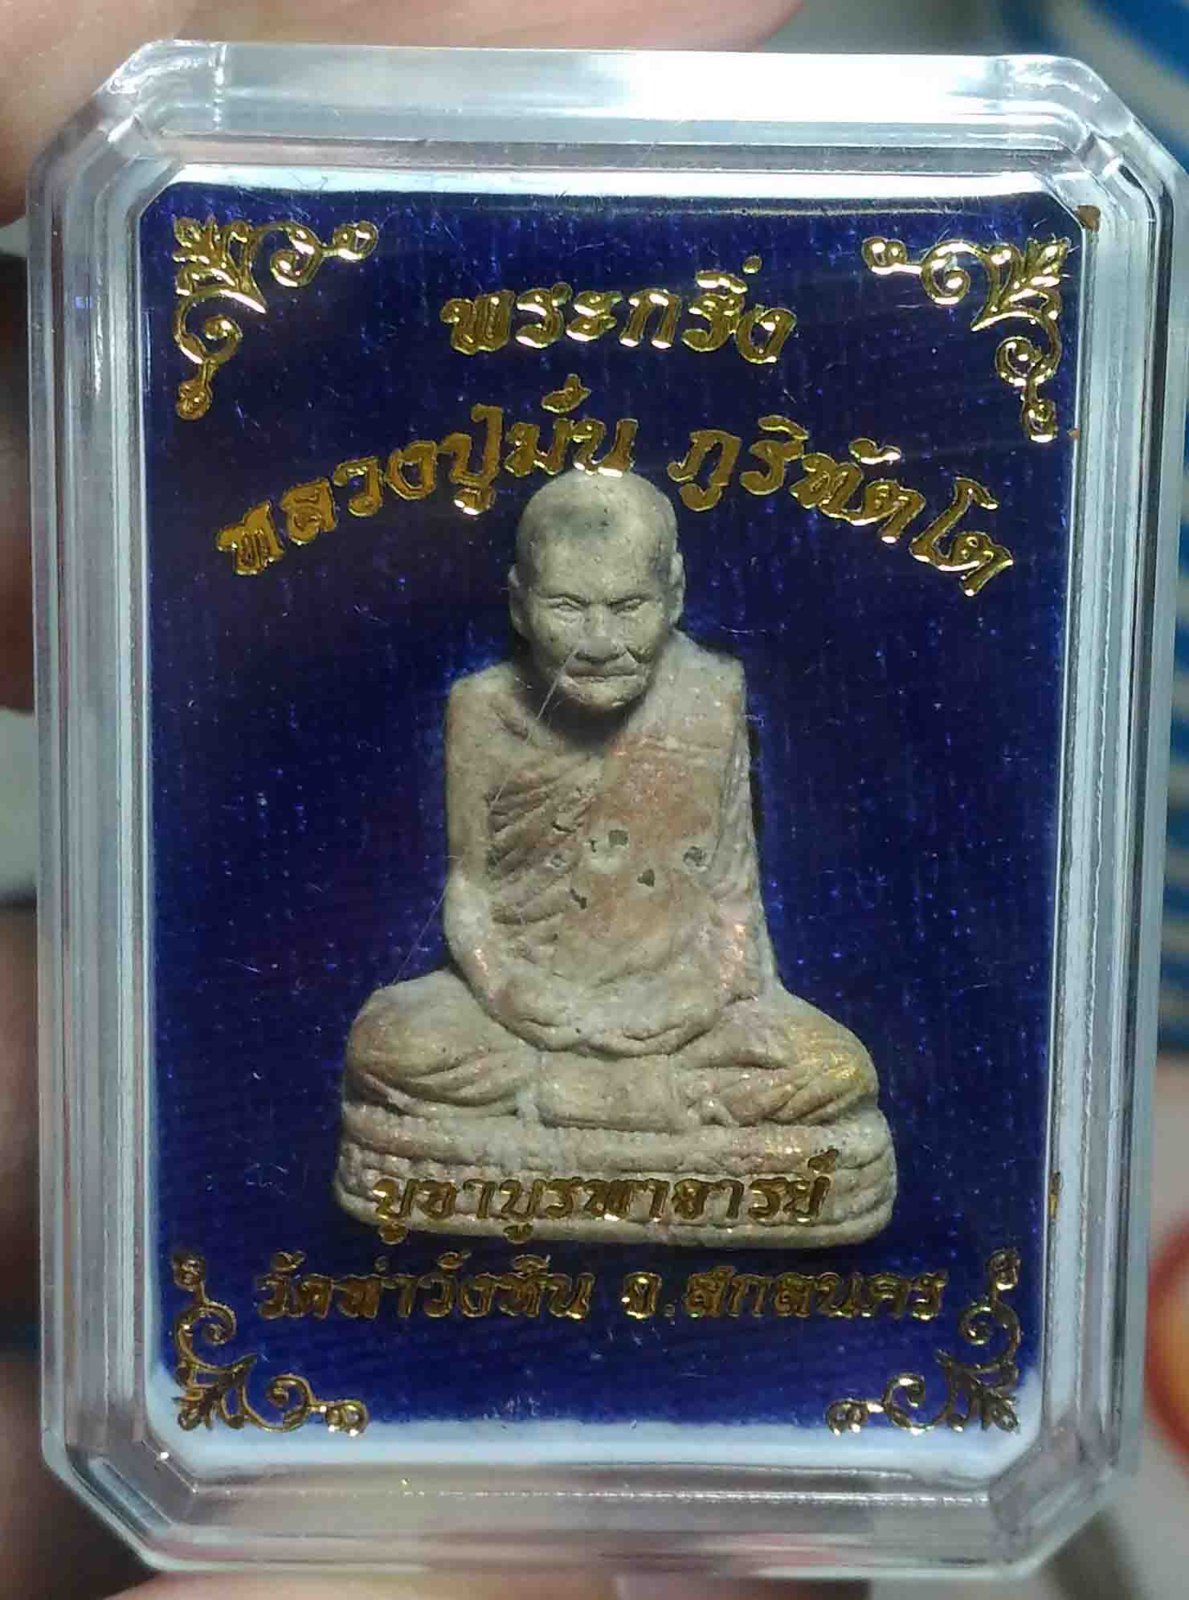 พระกริ่ง
หลวงปู่มั่น ภูริทัตโต
บูชาบูรพาจารย์
วัดถ้ำวังหิน จ.สกลนคร